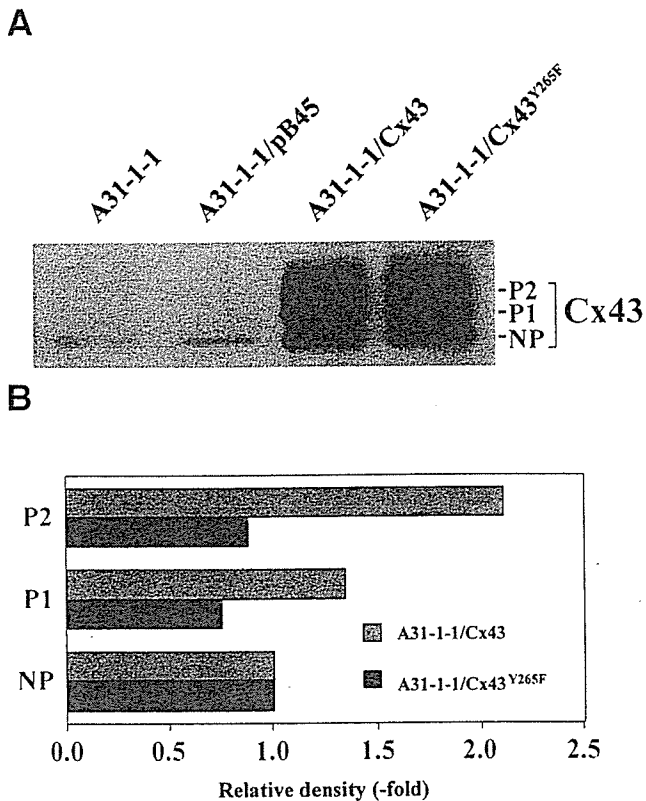 A
A31-1-1
A31-1-1/pB45
A31-1-1/Cx43
A31-1-1/Cx43Y265F
-P2
-P1
-NP
Cx43
B
P2
P1
NP
A31-1-1/Cx43
A31-1-1/Cx43Y265F
0.0 0.5 1.0 1.5 2.0 2.5
Relative density (-fold)